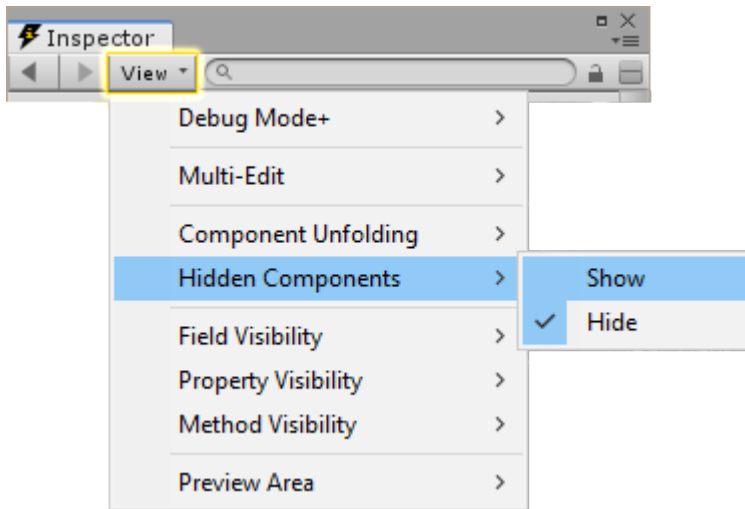 Inspector
View
Debug Mode+
Multi-Edit
Component Unfolding
Hidden Components
Show
Hide
Field Visibility
Property Visibility
Method Visibility
Preview Area